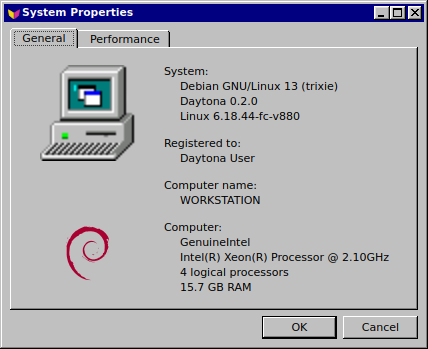 System Properties
General
Performance
System:
Debian GNU/Linux 13 (trixie)
Daytona 0.2.0
Linux 6.18.44-fc-v880
Registered to:
Daytona User
Computer name:
WORKSTATION
Computer:
GenuineIntel
Intel(R) Xeon(R) Processor @ 2.10GHz
4 logical processors
15.7 GB RAM
OK
Cancel